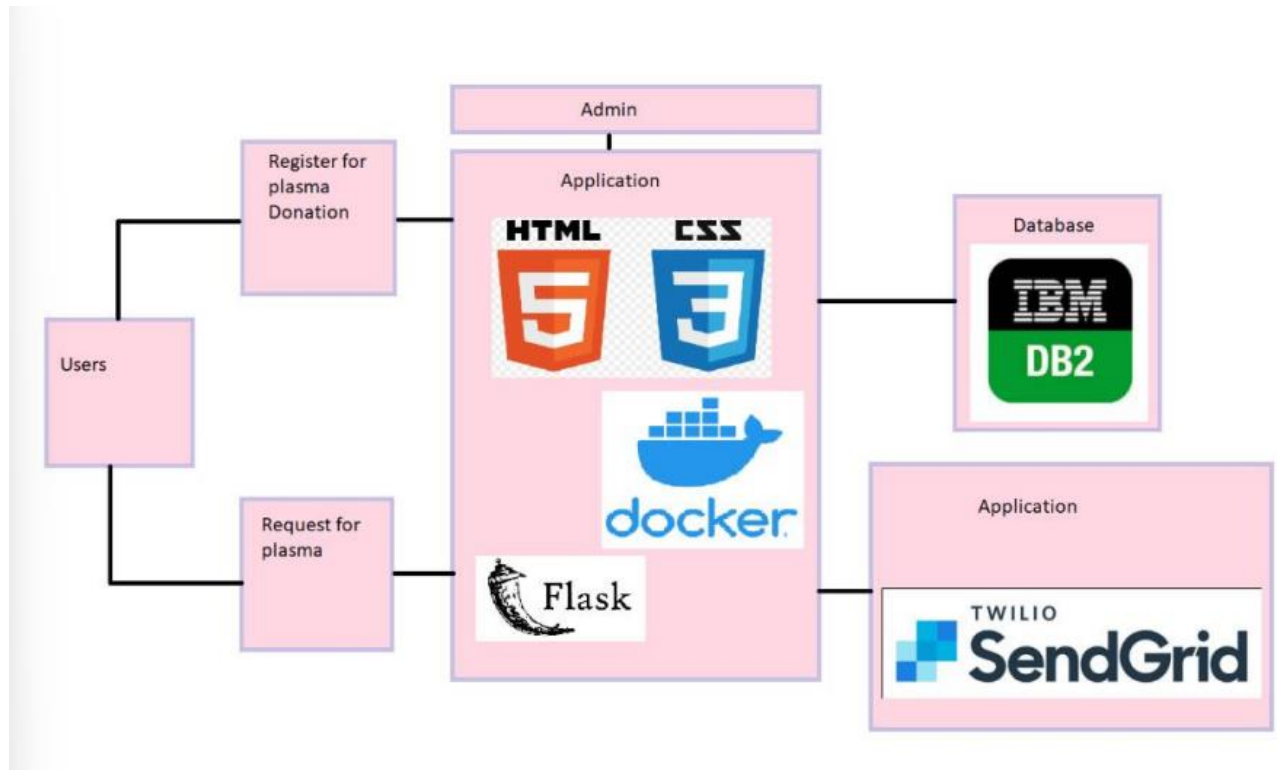 Admin
Register for
plasma
Donation
Application
HTML
CSS
5
3
Database
IBM
DB2
Users
docker
Request for
plasma
Application
Flask
TWILIO
SendGrid